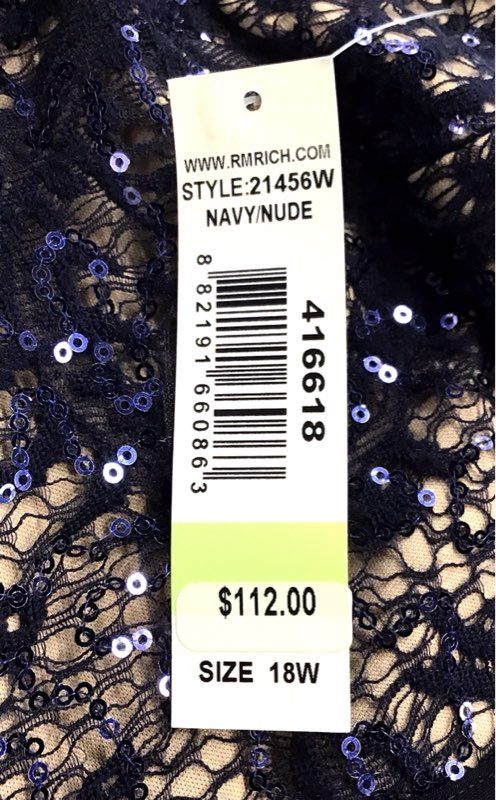 WWW.RMRICH.COM
STYLE:21456W
NAVY/NUDE
8 82191 66086 3
416618
$112.00
SIZE 18W